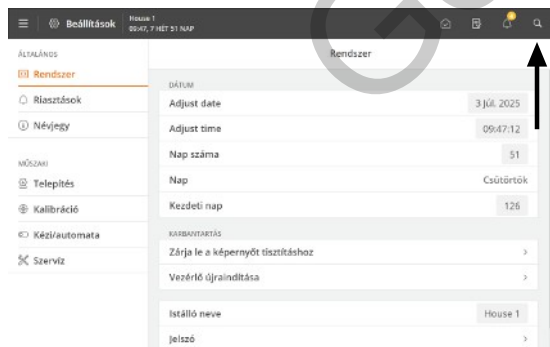 Beállítások
House 1
09:47, 7 HÉT 51 NAP
ÁLTALÁNOS
Rendszer
Riasztások
Névjegy
MŰSZAKI
Telepítés
Kalibráció
Kézi/automata
Szerviz
Rendszer
DÁTUM
Adjust date
3 júl. 2025
Adjust time
09:47:12
Nap száma
51
Nap
Csütörtök
Kezdeti nap
126
KARBANTARTÁS
Zárja le a képernyőt tisztításhoz
Vezérlő újraindítása
Istálló neve
House 1
Jelszó